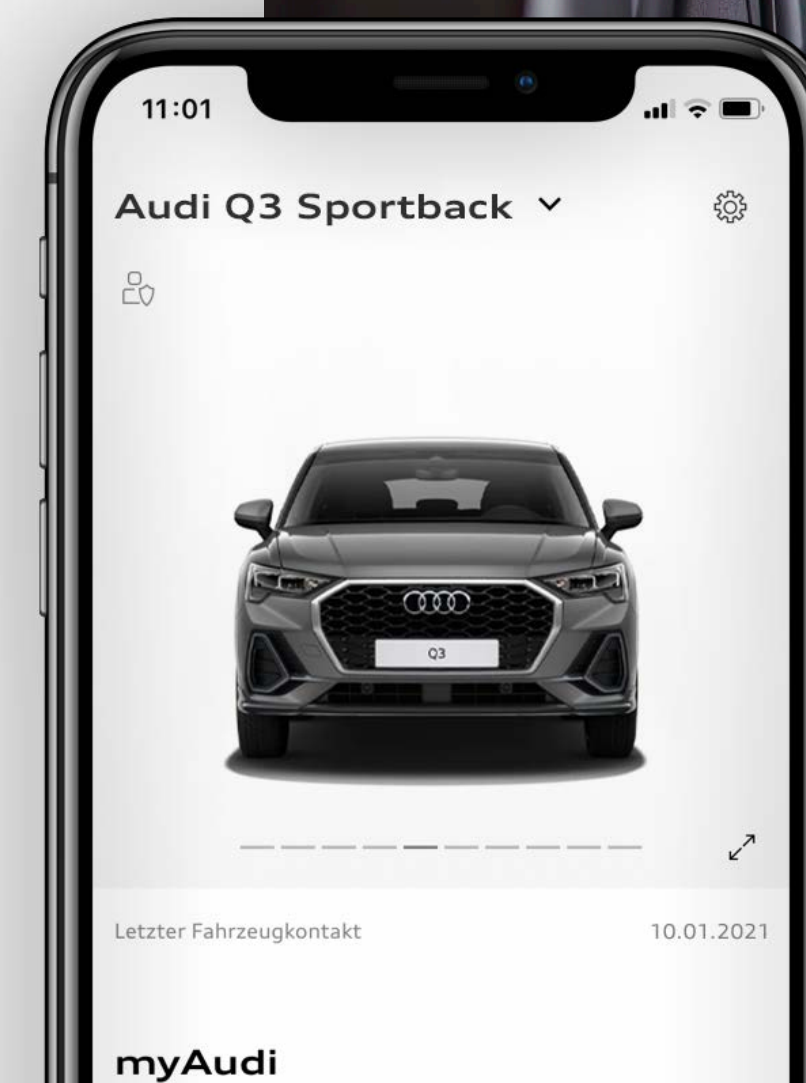 11:01
Audi Q3 Sportback
Q3
Letzter Fahrzeugkontakt 10.01.2021
myAudi